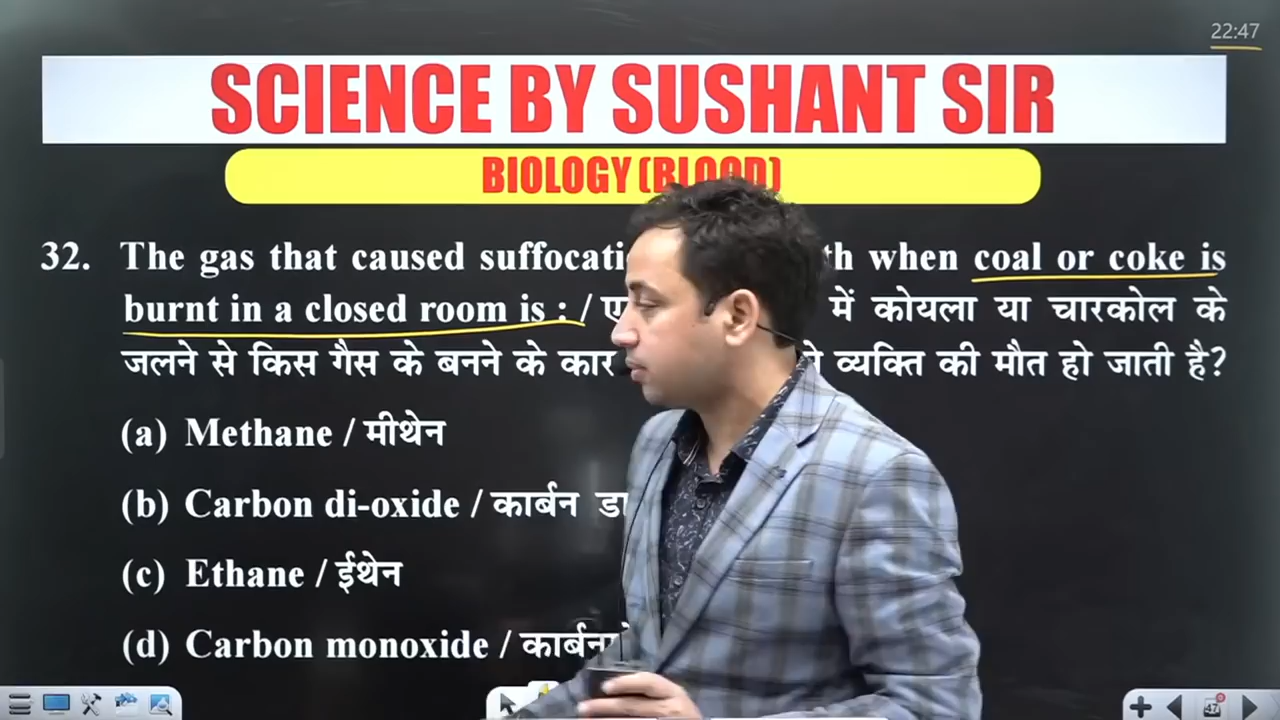 22:47
SCIENCE BY SUSHANT SIR
BIOLOGY (BLOOD)
32. The gas that caused suffocati th when coal or coke is
burnt in a closed room is : / में कोयला या चारकोल के
जलने से किस गैस के बनने के कार व्यक्ति की मौत हो जाती है?
(a) Methane / मीथेन
(b) Carbon di-oxide / कार्बन डा
(c) Ethane / ईथेन
(d) Carbon monoxide / कार्बन
47